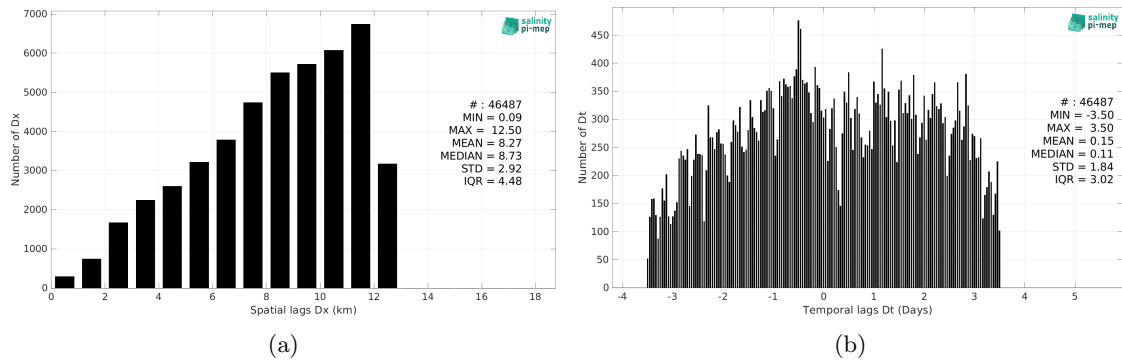 7000
6000
5000
4000
3000
2000
1000
0
Number of Dx
salinity
pi-mep
# : 46487
MIN = 0.09
MAX = 12.50
MEAN = 8.27
MEDIAN = 8.73
STD = 2.92
IQR = 4.48
0 2 4 6 8 10 12 14 16 18
Spatial lags Dx (km)
(a)
450
400
350
300
250
200
150
100
50
0
Number of Dt
salinity
pi-mep
# : 46487
MIN = -3.50
MAX = 3.50
MEAN = 0.15
MEDIAN = 0.11
STD = 1.84
IQR = 3.02
-4 -3 -2 -1 0 1 2 3 4 5
Temporal lags Dt (Days)
(b)